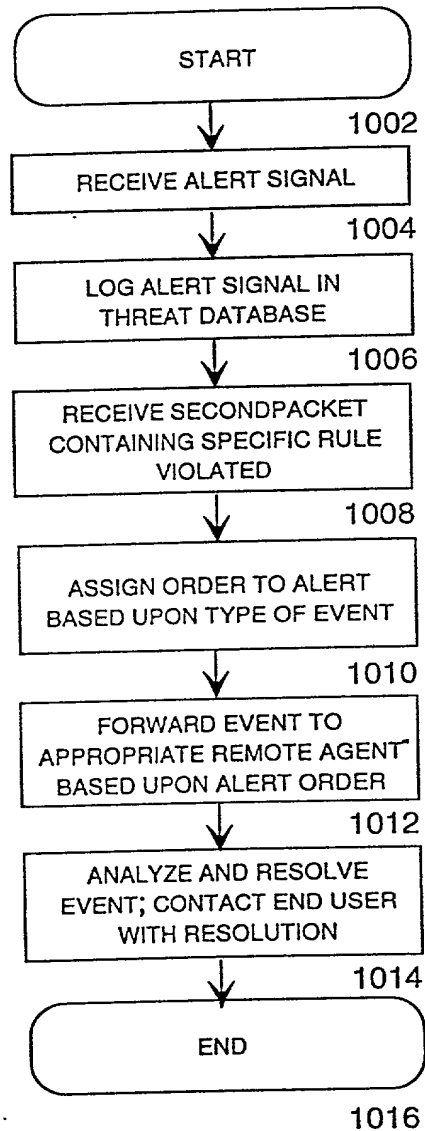 START
1002
RECEIVE ALERT SIGNAL
1004
LOG ALERT SIGNAL IN
THREAT DATABASE
1006
RECEIVE SECONDPACKET
CONTAINING SPECIFIC RULE
VIOLATED
1008
ASSIGN ORDER TO ALERT
BASED UPON TYPE OF EVENT
1010
FORWARD EVENT TO
APPROPRIATE REMOTE AGENT
BASED UPON ALERT ORDER
1012
ANALYZE AND RESOLVE
EVENT; CONTACT END USER
WITH RESOLUTION
1014
END
1016